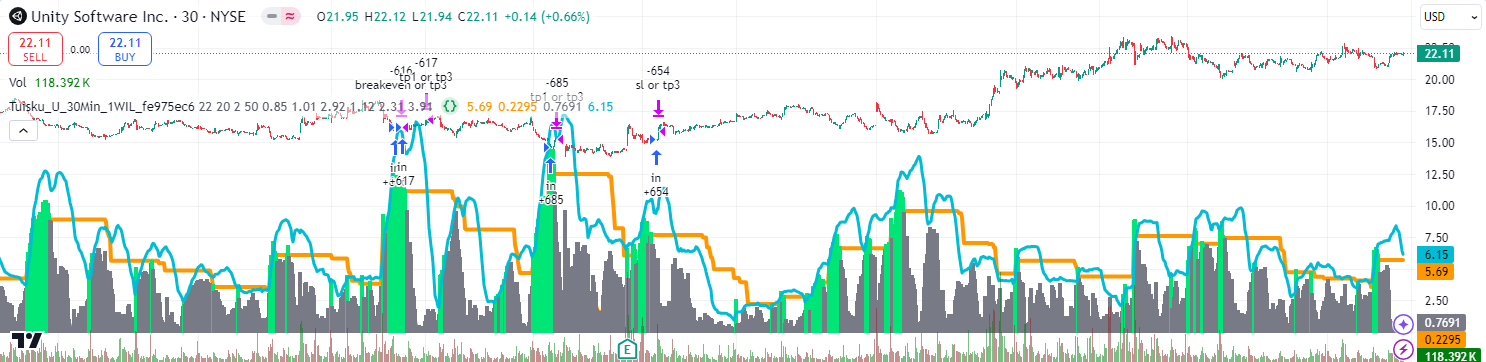 Unity Software Inc. · 30 · NYSE O21.95 H22.12 L21.94 C22.11 +0.14 (+0.66%)
USD
22.11
SELL
0.00
22.11
BUY
Vol 118.392 K
Tulsku_U_30Min_1WIL_fe975ec6 22 20 2 50 0.85 1.01 2.92 1.12 2.31 3.94 {} 5.69 0.2295 0.7691 6.15
-616
breakeven or tp3
-617
tp1 or tp3
-685
tp1 or tp3
-654
sl or tp3
in
+617
in
+685
in
+654
E
22.11
20.00
17.50
15.00
12.50
10.00
7.50
6.15
5.69
2.50
0.7691
0.2295
118.392 K